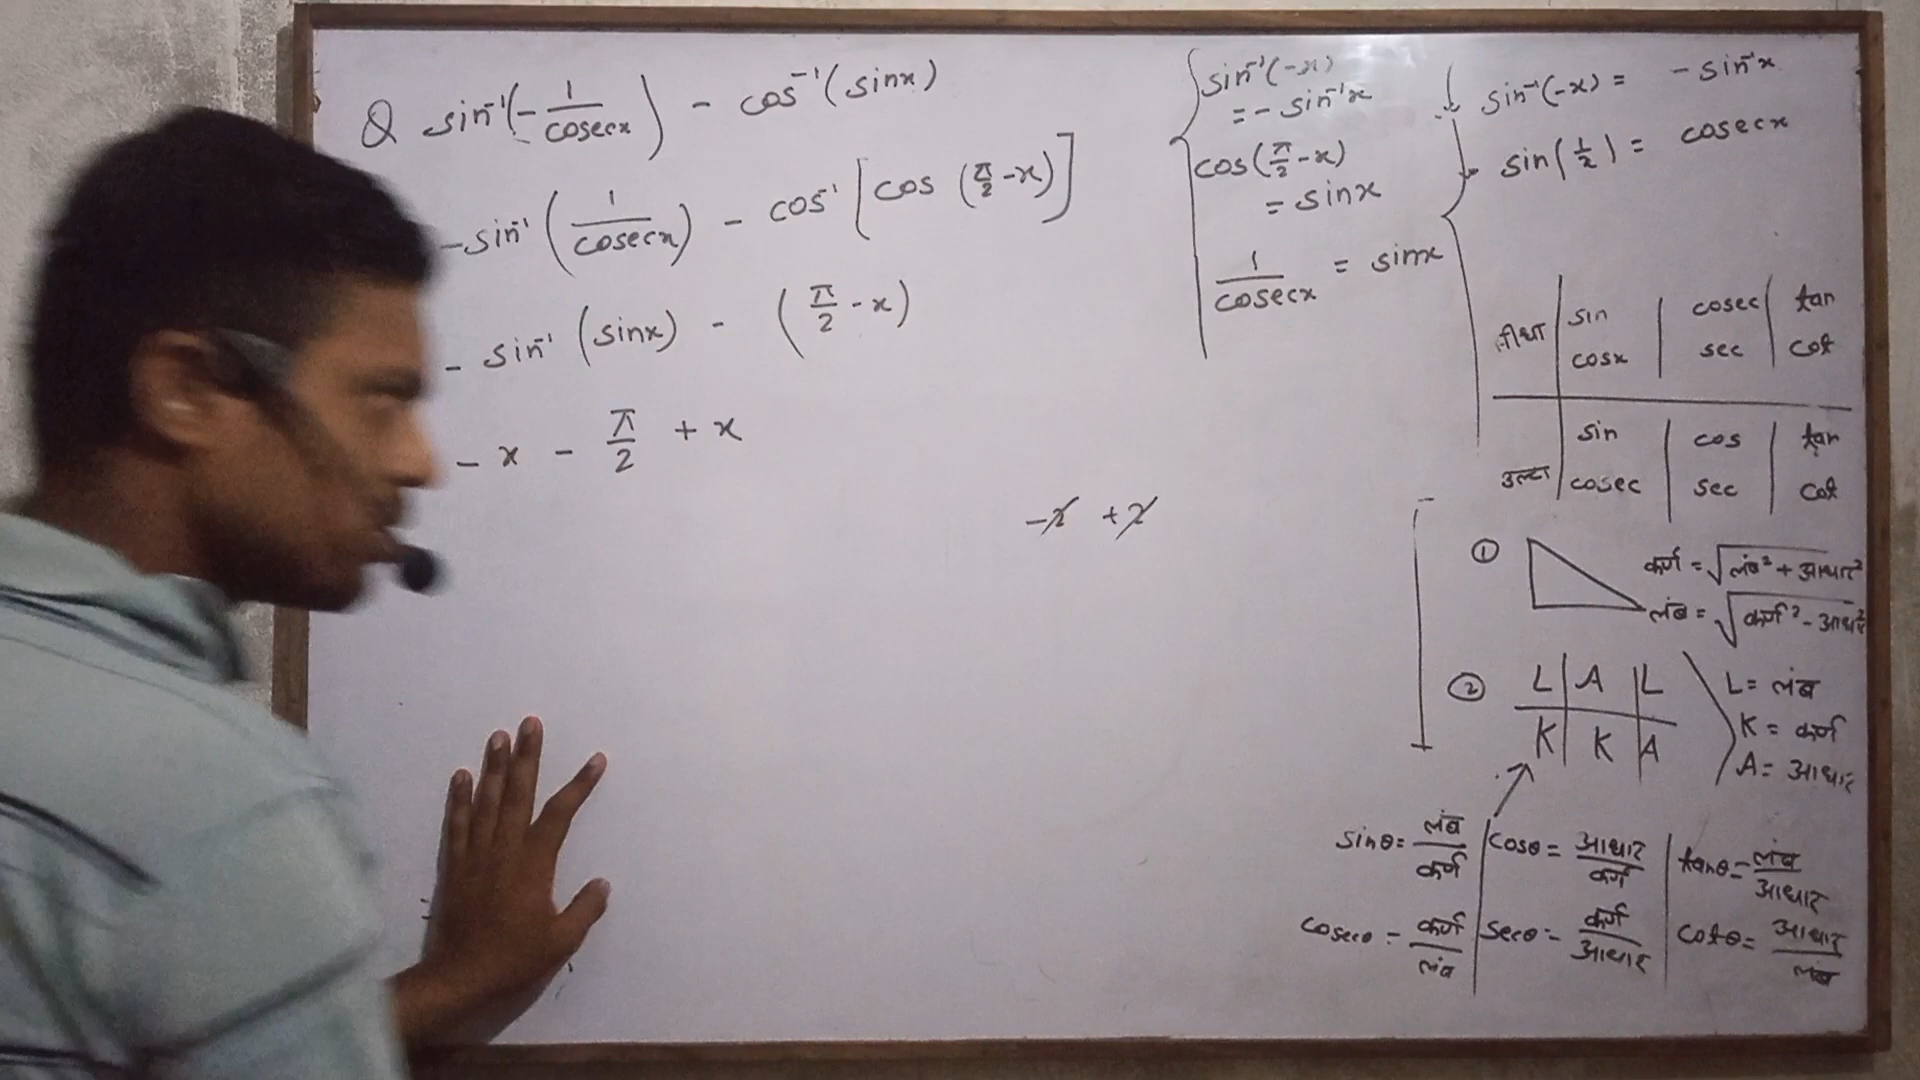 Q sin⁻¹(-1/cosecx) - cos⁻¹(sinx)
-sin⁻¹(1/cosecx) - cos⁻¹[cos(π/2-x)]
- sin⁻¹(sinx) - (π/2-x)
- x - π/2 + x
-x +x
sin⁻¹(-x)
= - sin⁻¹x
cos(π/2-x)
= sinx
1/cosecx = sinx
sin⁻¹(-x) = - sin⁻¹x
sin(1/x) = cosecx
sin | cosec | tan
cosx | sec | cot
sin | cos | tan
उल्टा cosec | sec | cot
① कर्ण = √लंब²+आधार²
लंब = √कर्ण²-आधार²
② L | A | L
K | K | A
L = लंब
K = कर्ण
A = आधार
sinθ = लंब/कर्ण | cosθ = आधार/कर्ण | tanθ = लंब/आधार
cosecθ = कर्ण/लंब | secθ = कर्ण/आधार | cotθ = आधार/लंब